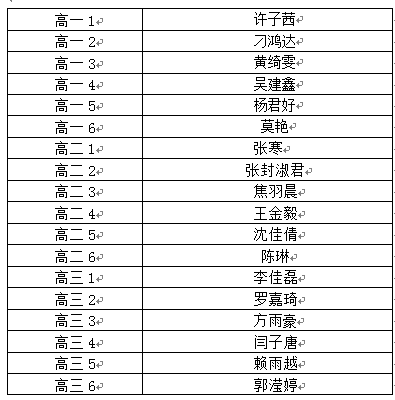 高一 1 许子茜
高一 2 刁鸿达
高一 3 黄绮雯
高一 4 吴建鑫
高一 5 杨君好
高一 6 莫艳
高二 1 张寒
高二 2 张封淑君
高二 3 焦羽晨
高二 4 王金毅
高二 5 沈佳倩
高二 6 陈琳
高三 1 李佳磊
高三 2 罗嘉琦
高三 3 方雨豪
高三 4 闫子唐
高三 5 赖雨越
高三 6 郭滢婷